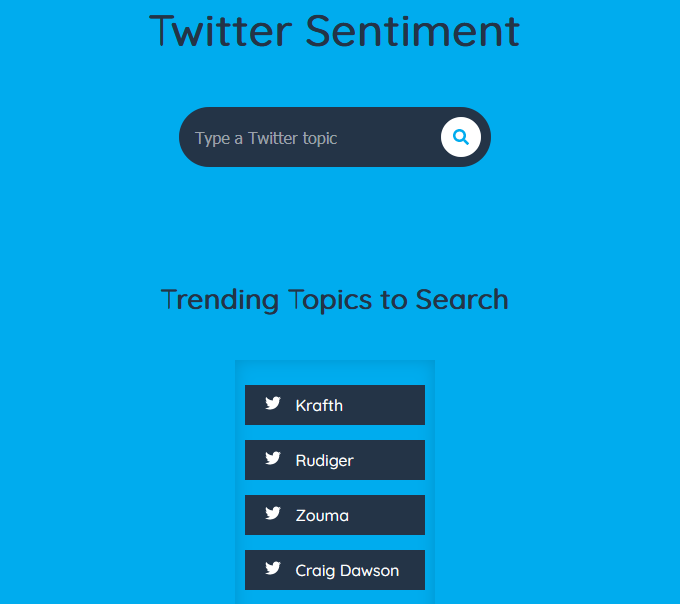 Twitter Sentiment
Type a Twitter topic
Trending Topics to Search
Krafth
Rudiger
Zouma
Craig Dawson